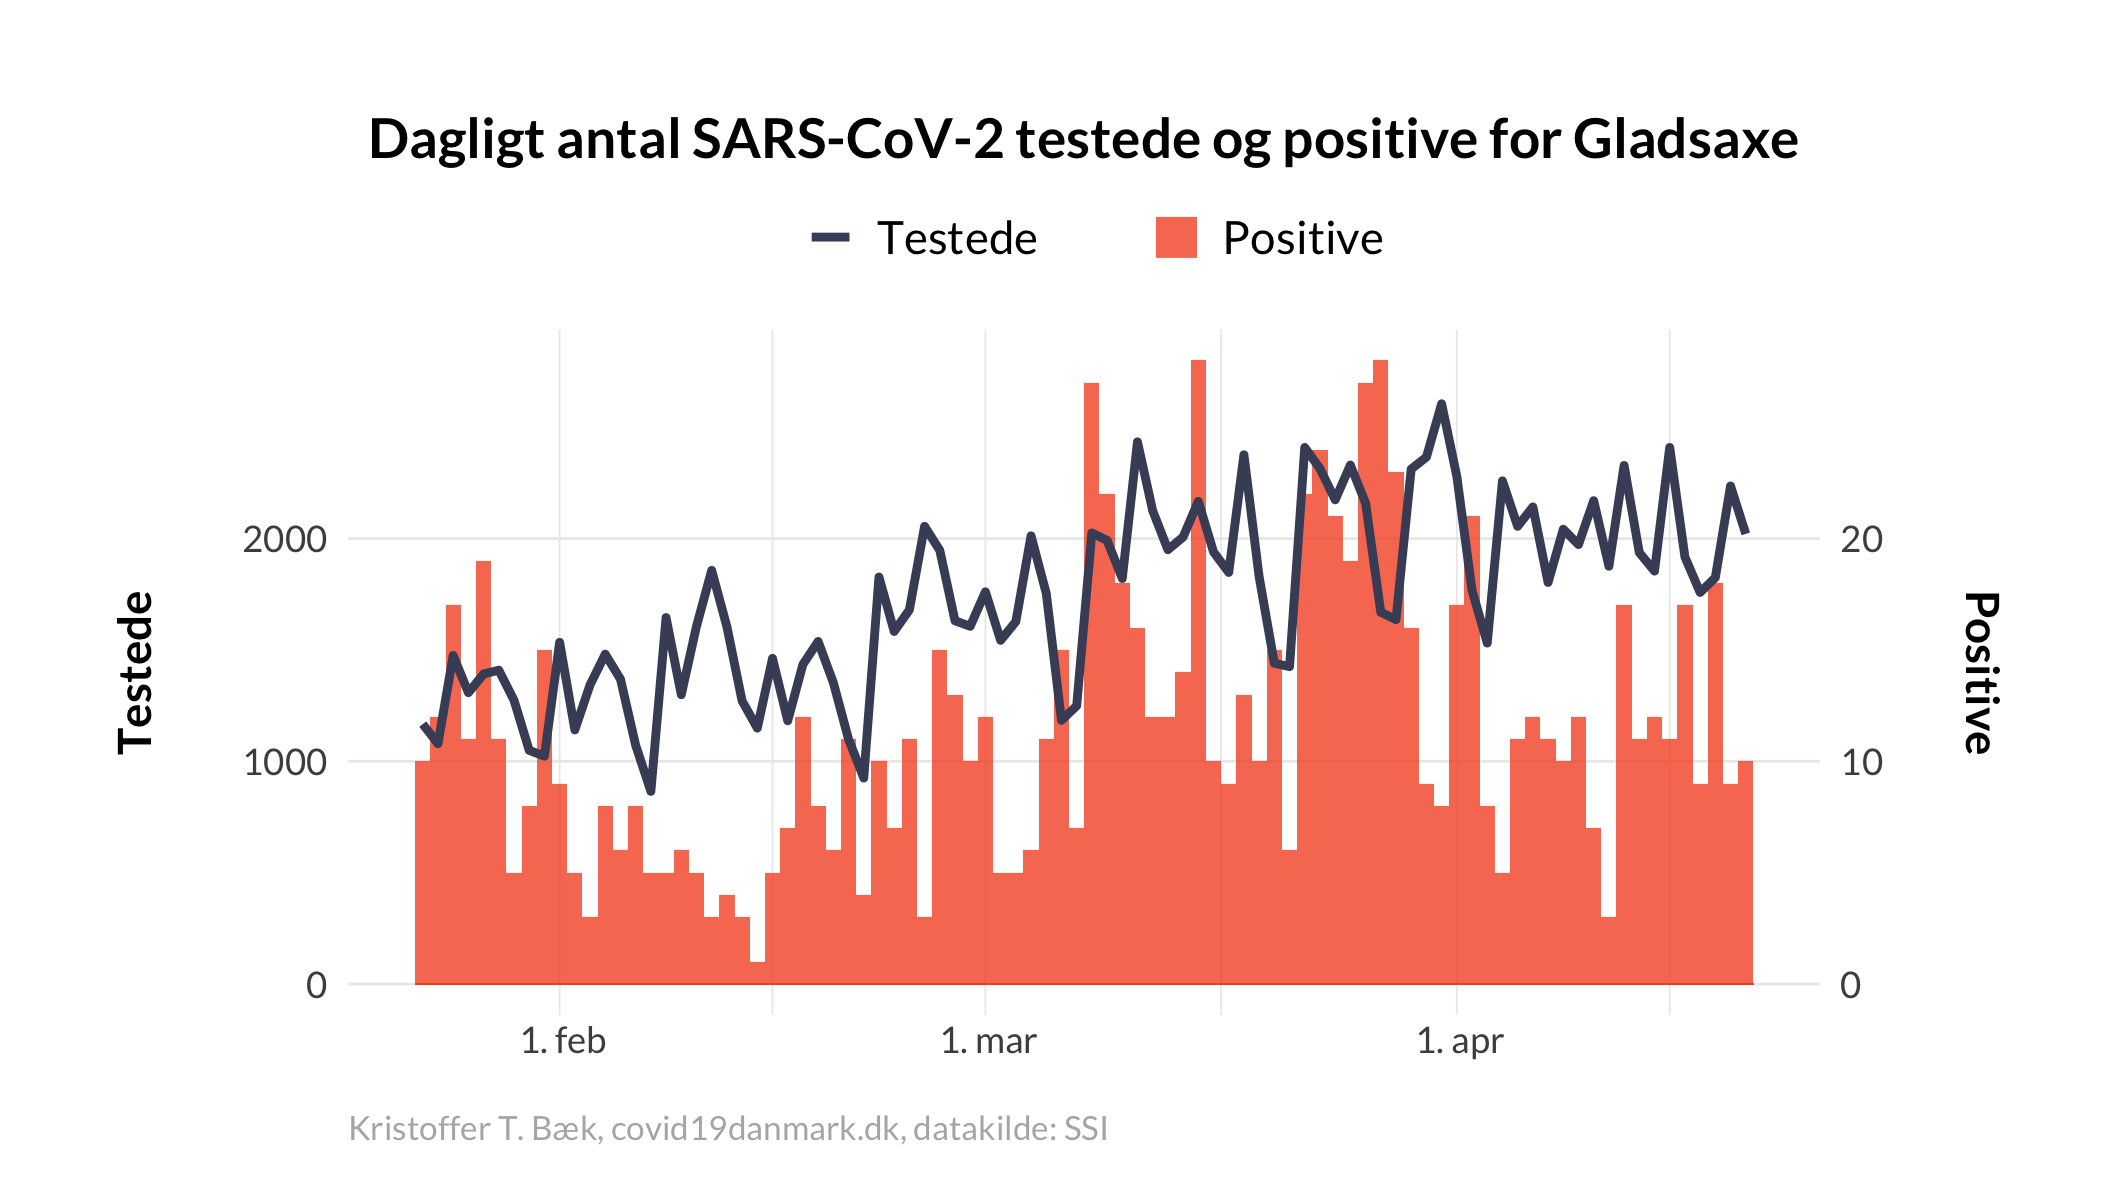 Dagligt antal SARS-CoV-2 testede og positive for Gladsaxe
Testede
Positive
2000
1000
0
Testede
20
10
0
Positive
1. feb
1. mar
1. apr
Kristoffer T. Bæk, covid19danmark.dk, datakilde: SSI